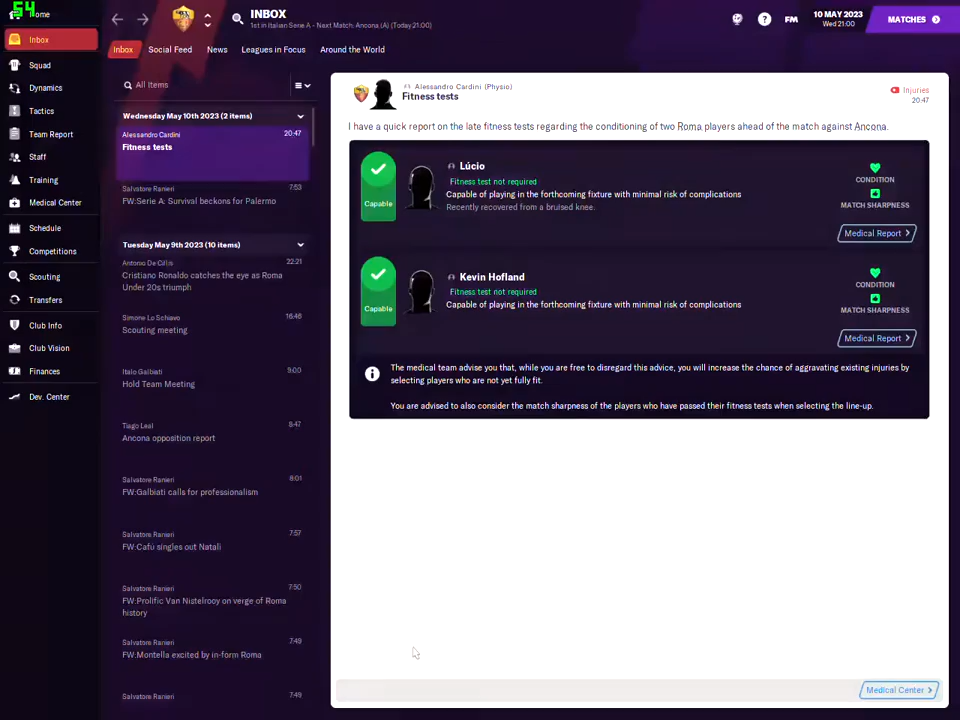 54
Home
Inbox
Squad
Dynamics
Tactics
Team Report
Staff
Training
Medical Center
Schedule
Competitions
Scouting
Transfers
Club Info
Club Vision
Finances
Dev. Center
INBOX
1st in Italian Serie A - Next Match: Ancona (A) (Today 21:00)
FM
10 MAY 2023
Wed 21:00
MATCHES
Inbox
Social Feed
News
Leagues in Focus
Around the World
All Items
Wednesday May 10th 2023 (2 items)
Alessandro Cardini
20:47
Fitness tests
Salvatore Ranieri
7:53
FW:Serie A: Survival beckons for Palermo
Tuesday May 9th 2023 (10 items)
Antonio De Cillis
22:21
Cristiano Ronaldo catches the eye as Roma
Under 20s triumph
Simone Lo Schiavo
16:46
Scouting meeting
Italo Galbiati
9:00
Hold Team Meeting
Tiago Leal
8:47
Ancona opposition report
Salvatore Ranieri
8:01
FW:Galbiati calls for professionalism
Salvatore Ranieri
7:57
FW:Cafú singles out Natali
Salvatore Ranieri
7:50
FW:Prolific Van Nistelrooy on verge of Roma
history
Salvatore Ranieri
7:49
FW:Montella excited by in-form Roma
Salvatore Ranieri
7:49
Alessandro Cardini (Physio)
Fitness tests
Injuries
20:47
I have a quick report on the late fitness tests regarding the conditioning of two Roma players ahead of the match against Ancona.
Capable
Lúcio
Fitness test not required
Capable of playing in the forthcoming fixture with minimal risk of complications
Recently recovered from a bruised knee.
CONDITION
MATCH SHARPNESS
Medical Report
Capable
Kevin Hofland
Fitness test not required
Capable of playing in the forthcoming fixture with minimal risk of complications
CONDITION
MATCH SHARPNESS
Medical Report
The medical team advise you that, while you are free to disregard this advice, you will increase the chance of aggravating existing injuries by
selecting players who are not yet fully fit.
You are advised to also consider the match sharpness of the players who have passed their fitness tests when selecting the line-up.
Medical Center